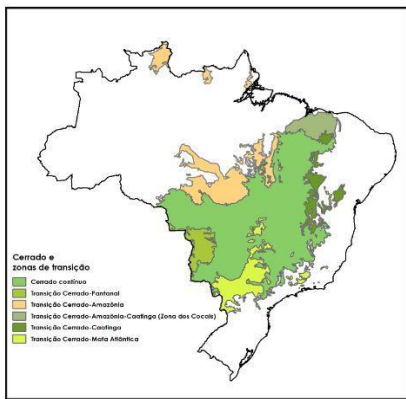 Cerrado e
zonas de transição
Cerrado contínuo
Transição Cerrado-Pantanal
Transição Cerrado-Amazônia
Transição Cerrado-Amazônia-Caatinga (Zona dos Cocais)
Transição Cerrado-Caatinga
Transição Cerrado-Mata Atlântica